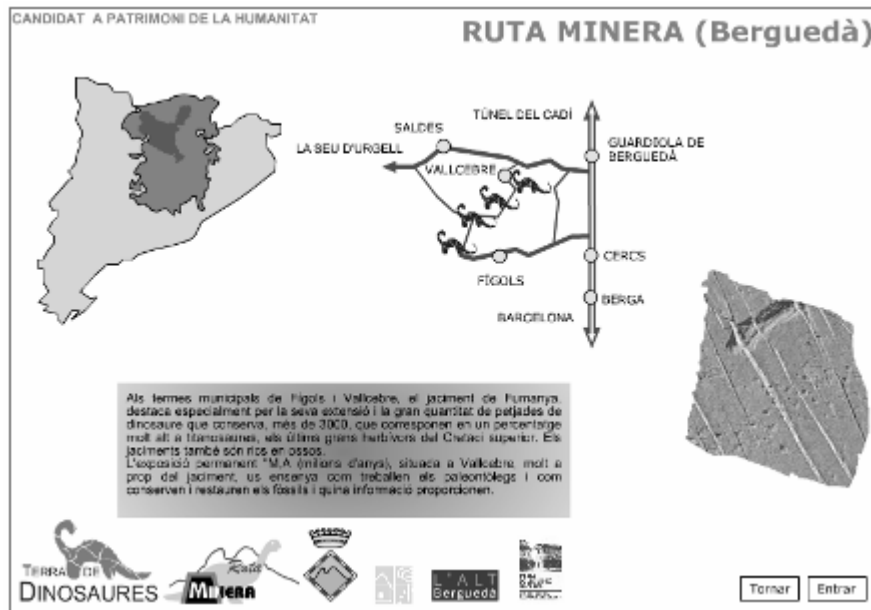 CANDIDAT A PATRIMONI DE LA HUMANITAT
RUTA MINERA (Berguedà)
TÚNEL DEL CADÍ
SALDES
GUARDIOLA DE
BERGUEDÀ
LA SEU D'URGELL
VALLCEBRE
CERCS
FÍGOLS
BERGA
BARCELONA
Als termes municipals de Fígols i Vallcebre, el jaciment de Fumanya,
destaca especialment per la seva extensió i la gran quantitat de petjades de
dinosaure que conserva, més de 3000, que corresponen en un percentatge
molt alt a titanosaures, els últims grans herbívors del Cretaci superior. Els
jaciments també són rics en ossos.
L'exposició permanent "M.A (milions d'anys), situada a Vallcebre, molt a
prop del jaciment, us ensenya com treballen els paleontòlegs i com
conserven i restauren els fòssils i quina informació proporcionen.
TERRA DE
DINOSAURES
Ruta
MINERA
L'ALT
Berguedà
Tornar
Entrar